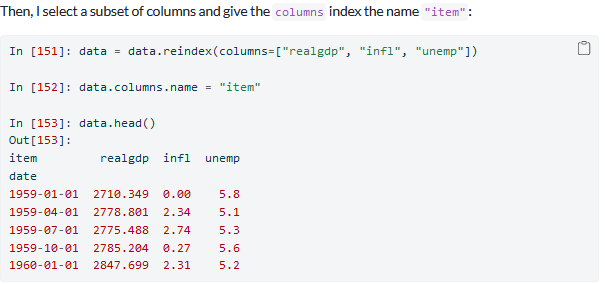 Then, I select a subset of columns and give the columns index the name "item":
In [151]: data = data.reindex(columns=["realgdp", "infl", "unemp"])
In [152]: data.columns.name = "item"
In [153]: data.head()
Out[153]:
item         realgdp  infl  unemp
date
1959-01-01  2710.349  0.00    5.8
1959-04-01  2778.801  2.34    5.1
1959-07-01  2775.488  2.74    5.3
1959-10-01  2785.204  0.27    5.6
1960-01-01  2847.699  2.31    5.2